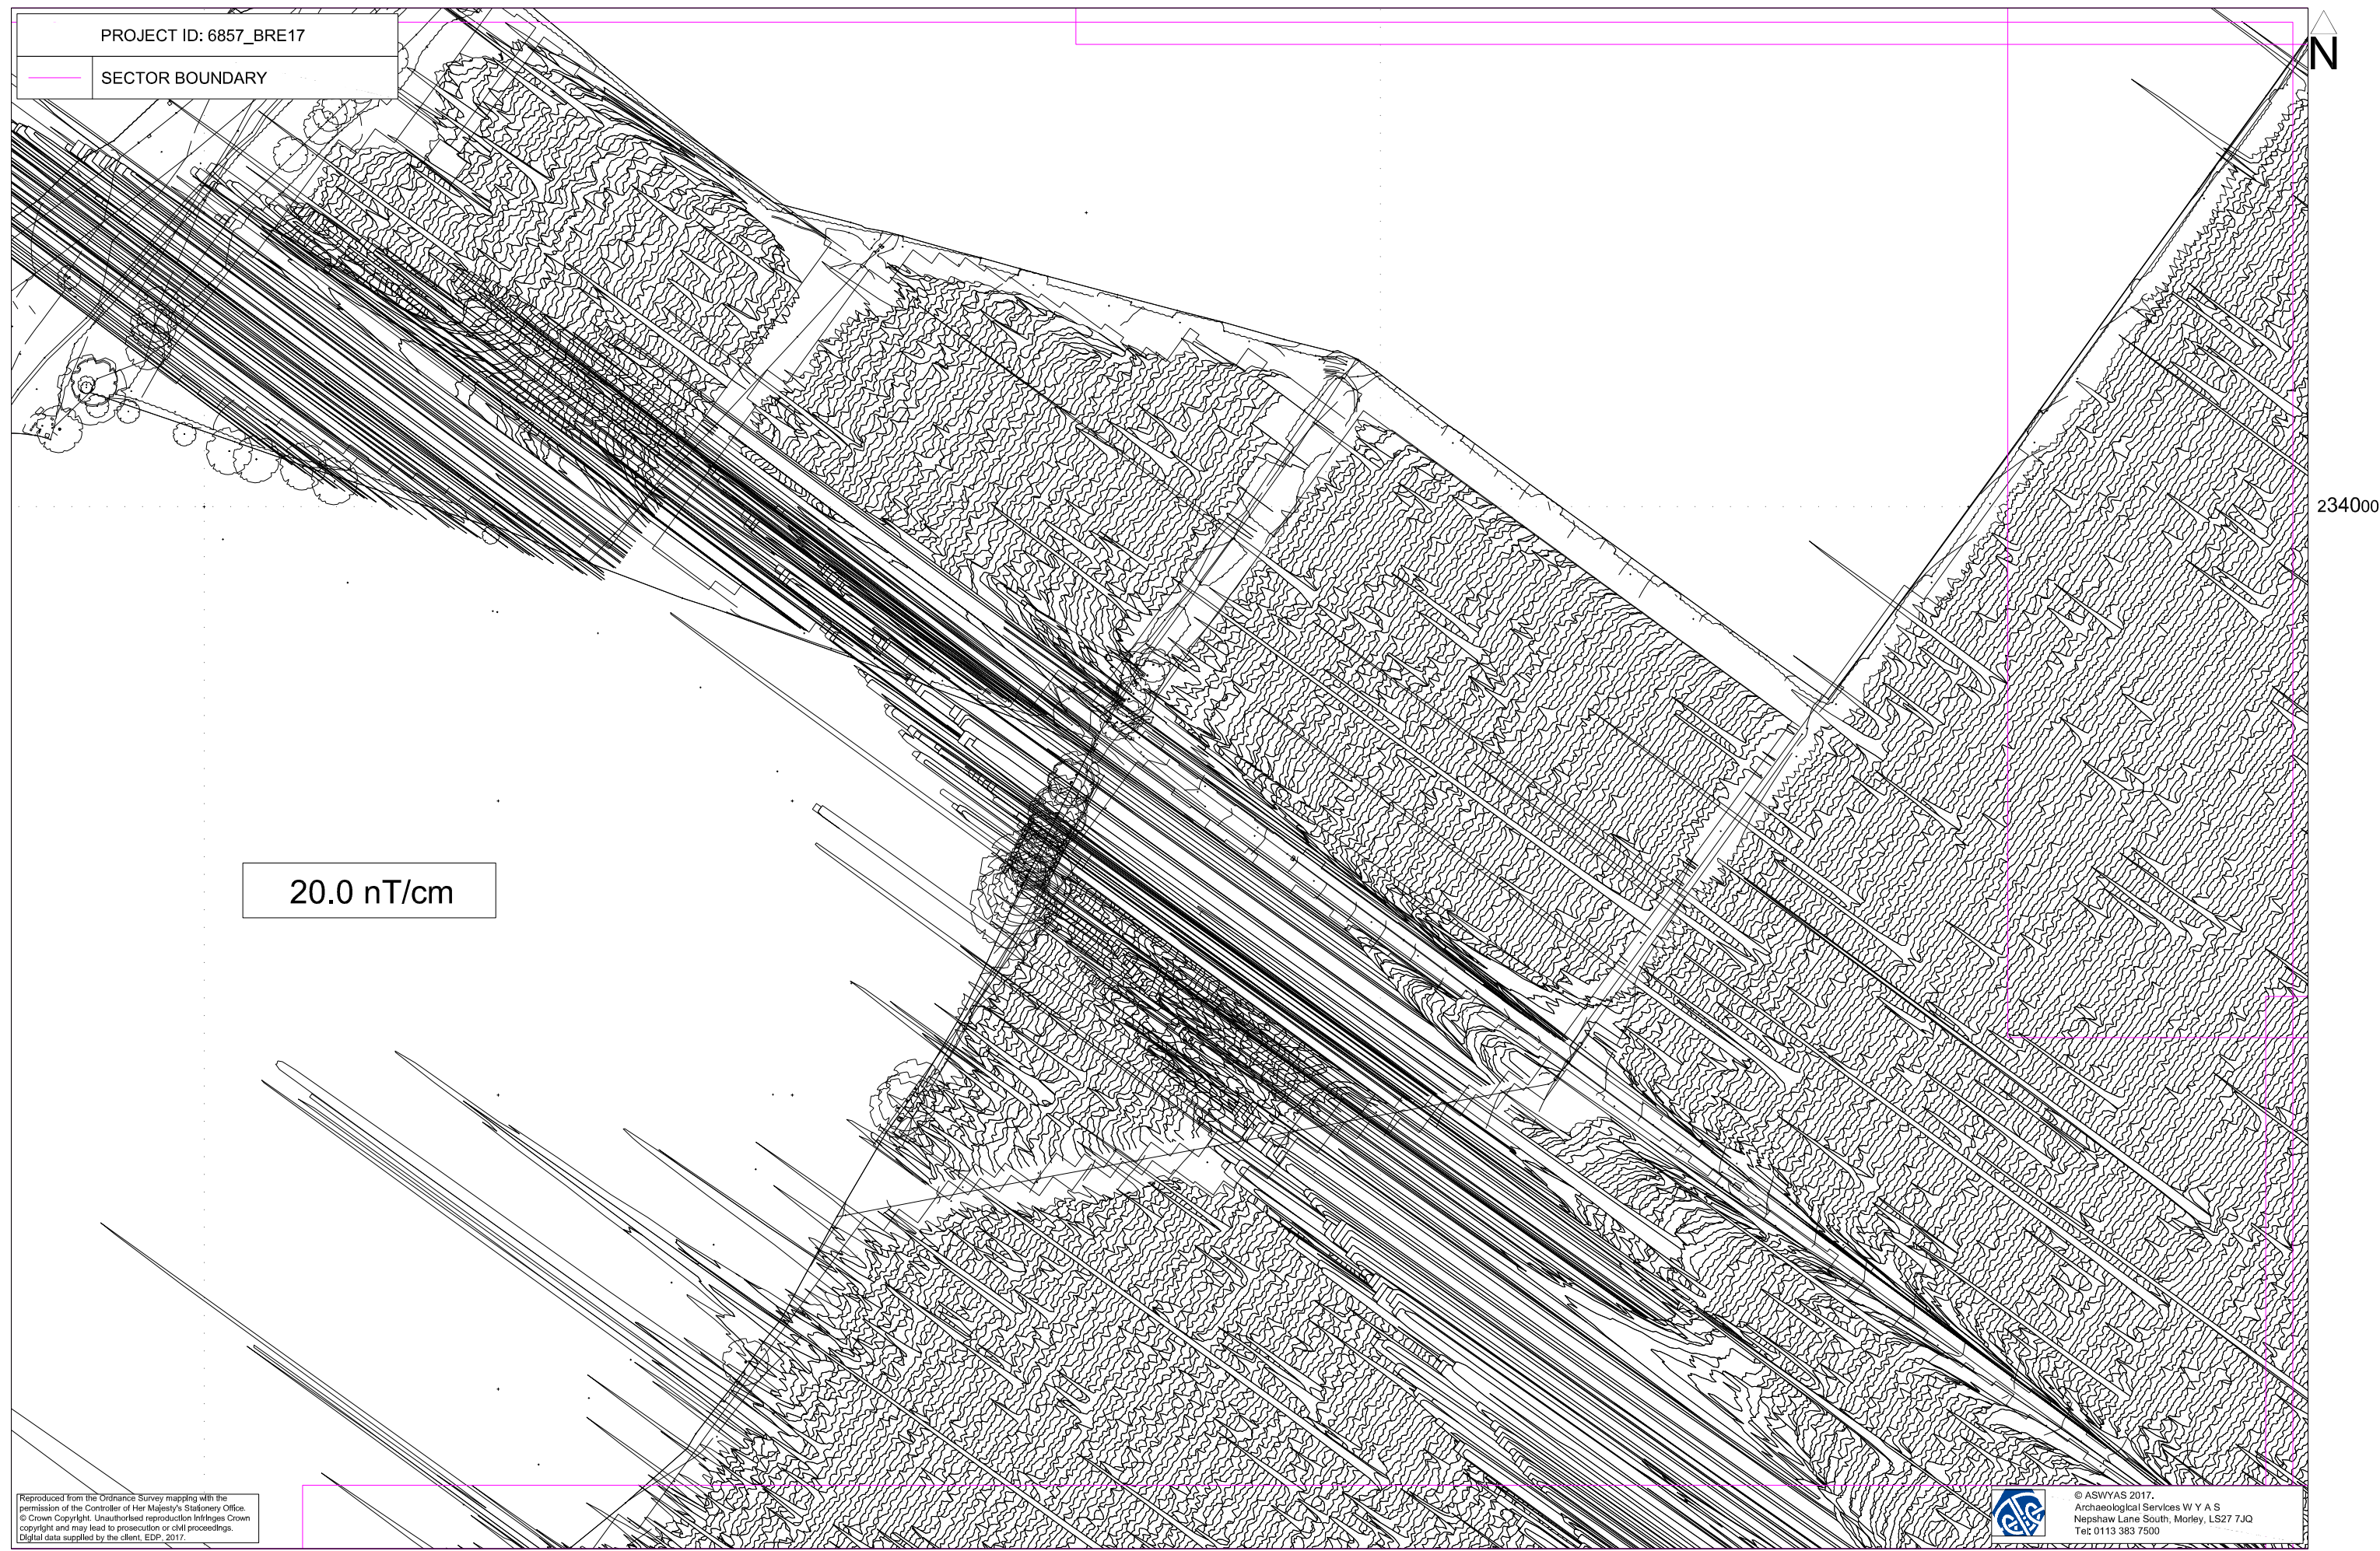 PROJECT ID: 6857_BRE17
SECTOR BOUNDARY
N
234000
20.0 nT/cm
Reproduced from the Ordnance Survey mapping with the
permission of the Controller of Her Majesty's Stationery Office.
© Crown Copyright. Unauthorised reproduction infringes Crown
copyright and may lead to prosecution or civil proceedings.
Digital data supplied by the client, EDP, 2017.
© ASWYAS 2017.
Archaeological Services W Y A S
Nepshaw Lane South, Morley, LS27 7JQ
Tel: 0113 383 7500